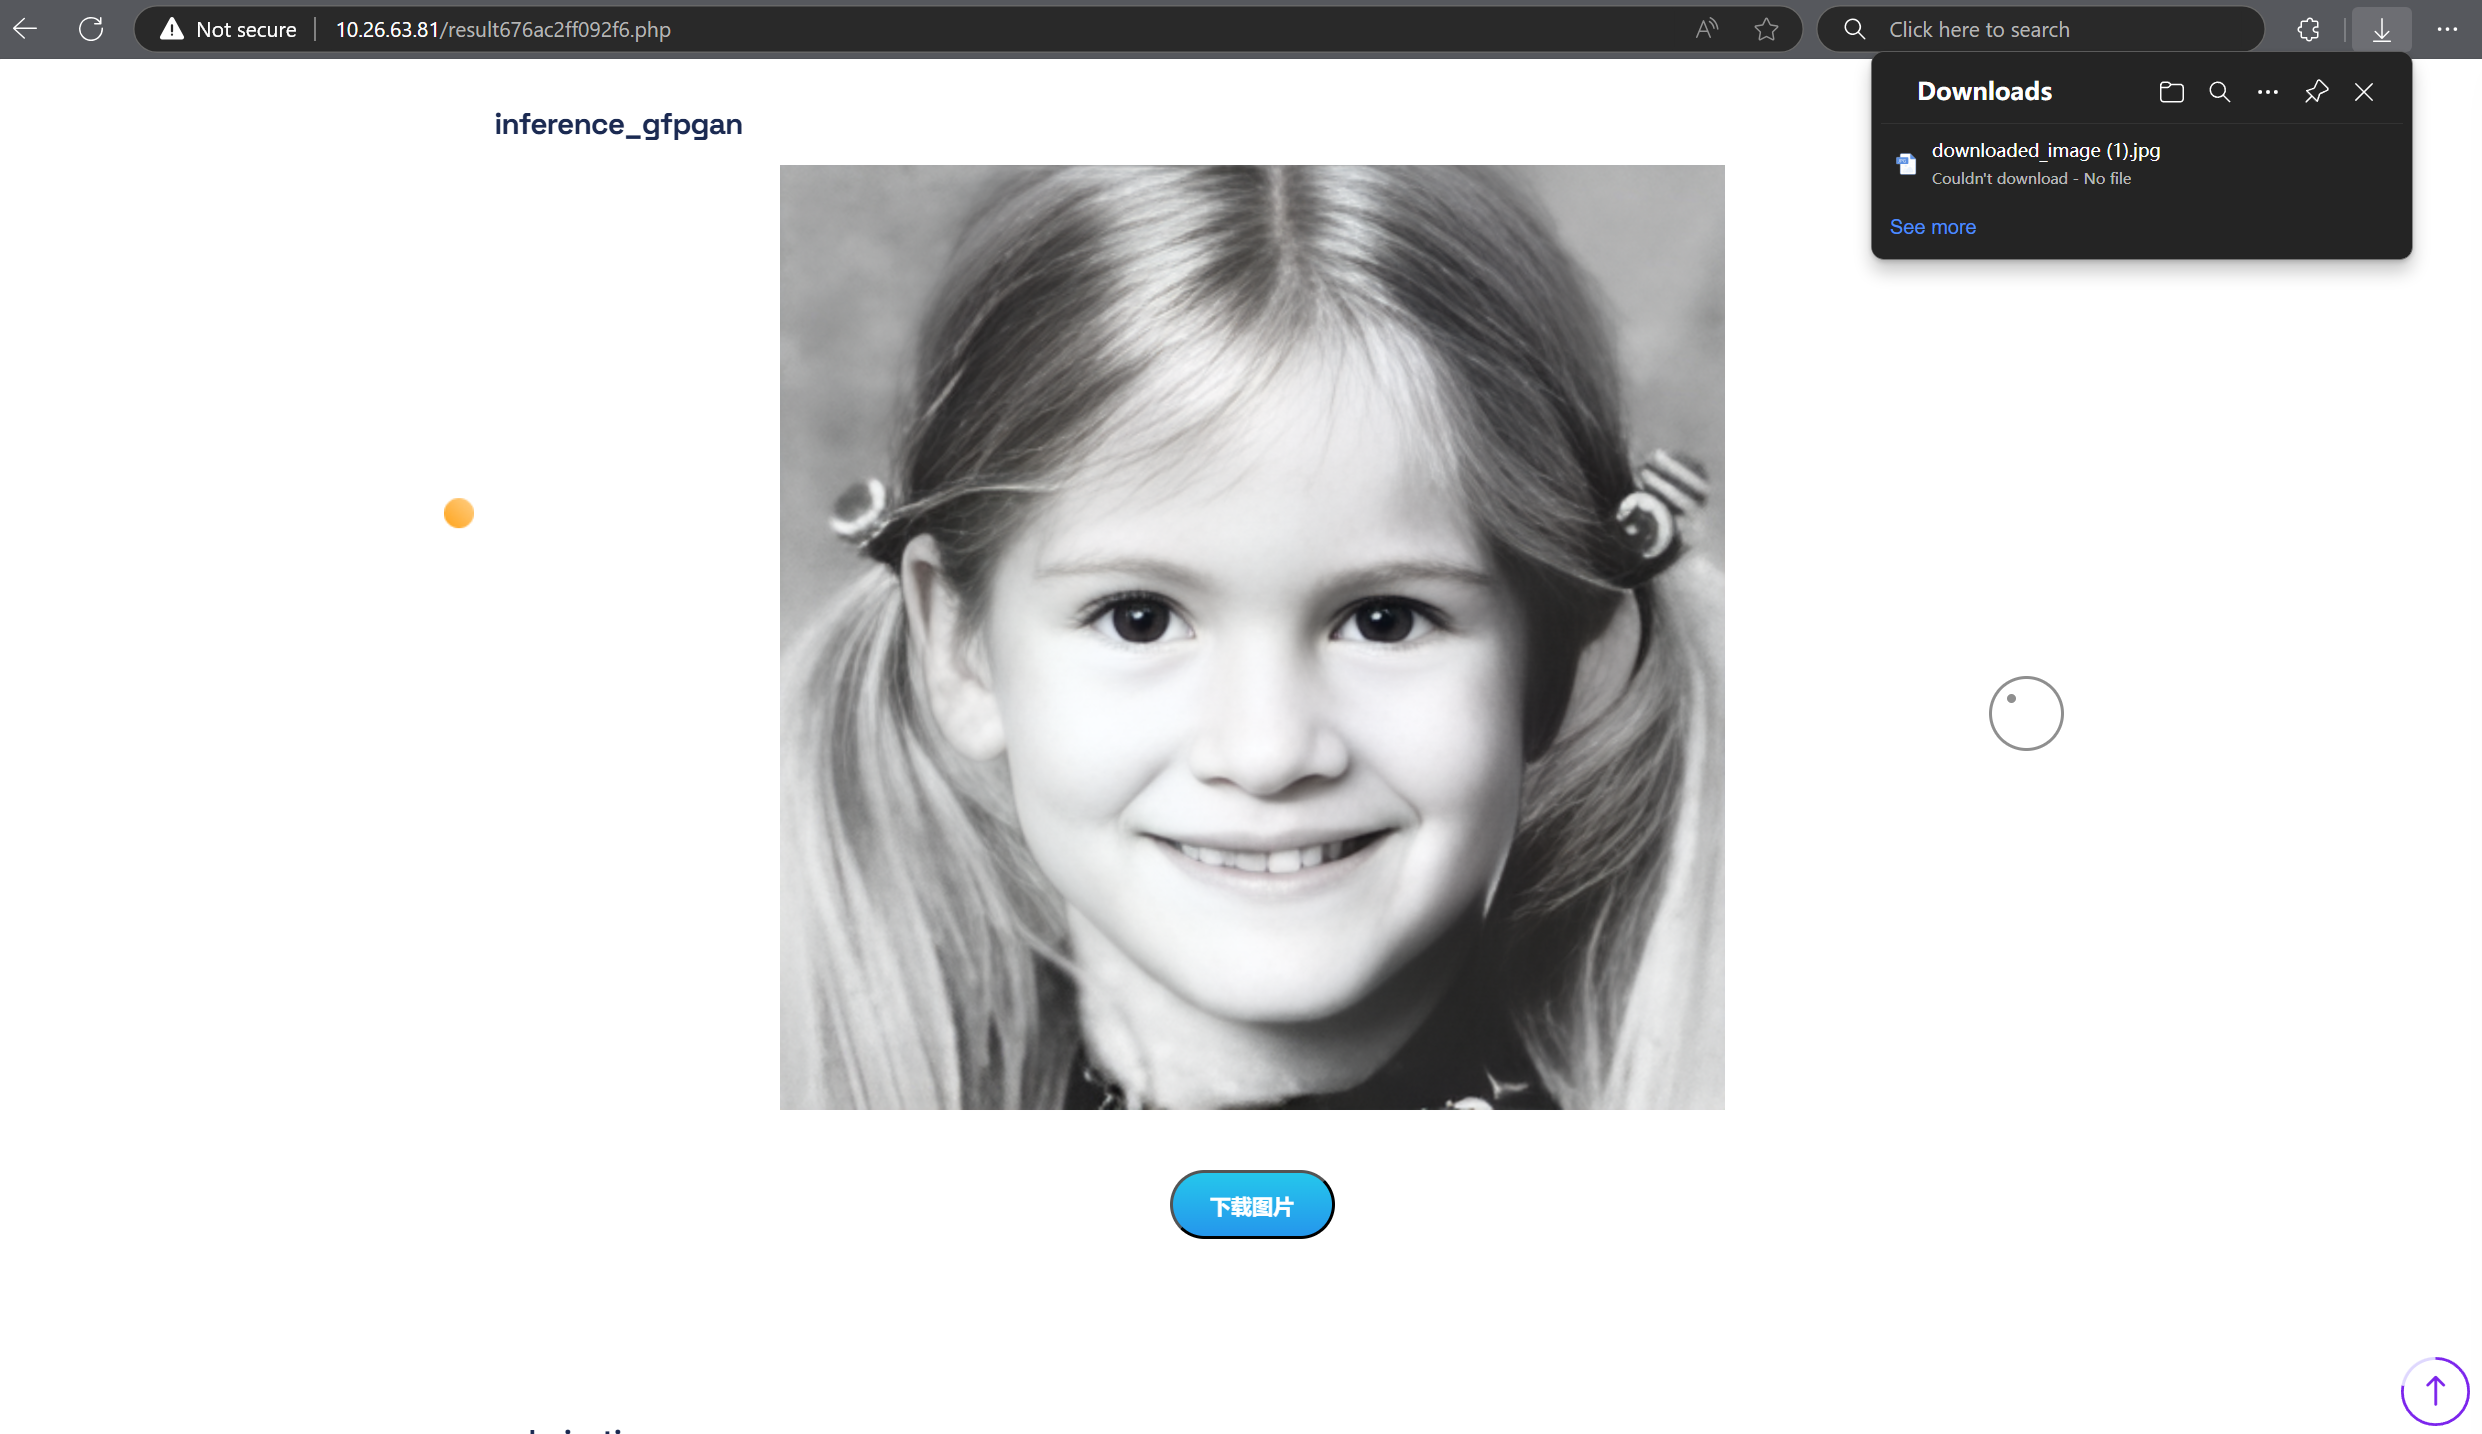 Not secure
10.26.63.81/result676ac2ff092f6.php
Click here to search
Downloads
downloaded_image (1).jpg
Couldn't download - No file
See more
inference_gfpgan
下载图片